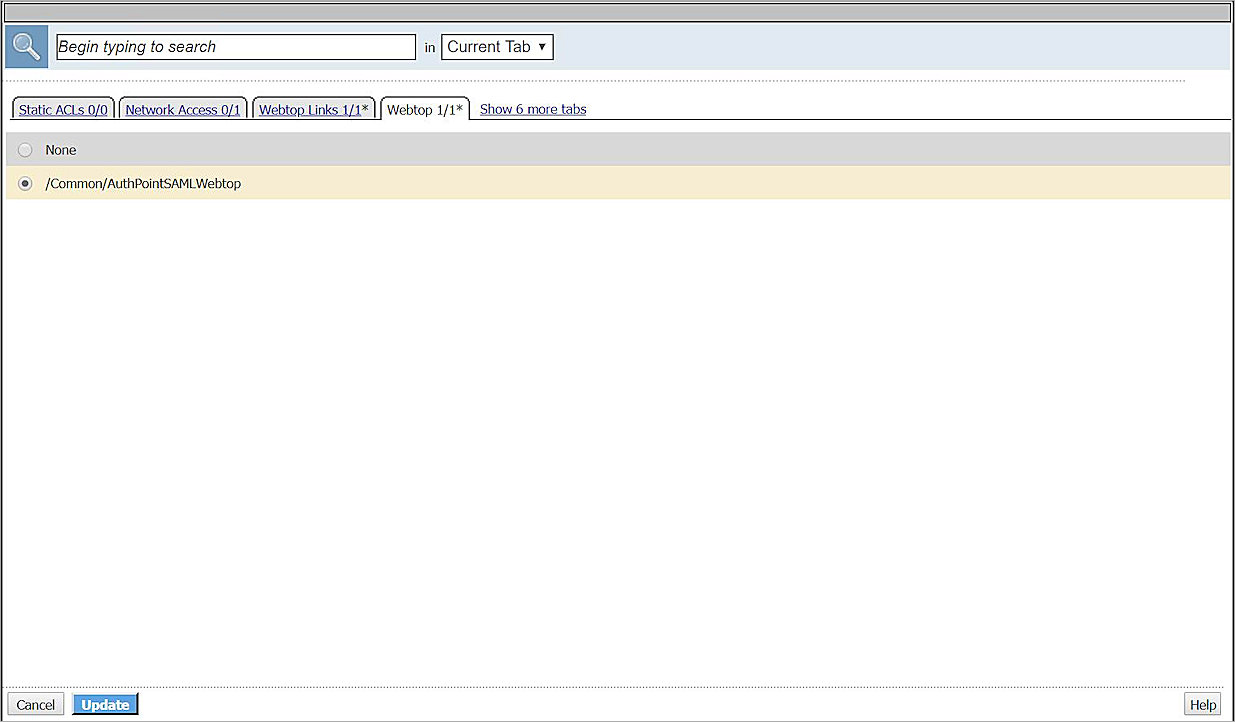 Begin typing to search in Current Tab ▼
Static ACLs 0/0 Network Access 0/1 Webtop Links 1/1* Webtop 1/1* Show 6 more tabs
None
/Common/AuthPointSAMLWebtop
Cancel Update Help